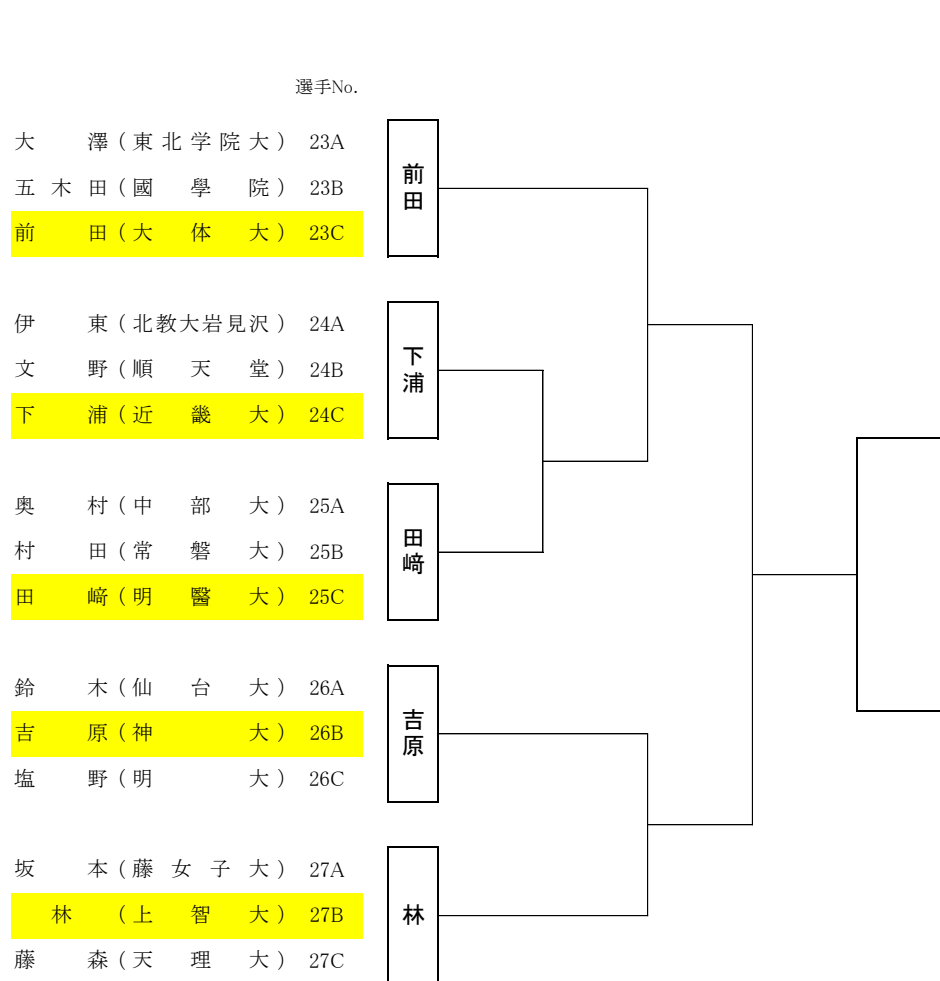 選手No.
大澤(東北学院大) 23A
五木田(國學院) 23B
前田(大体大) 23C
前田
伊東(北教大岩見沢) 24A
文野(順天堂) 24B
下浦(近畿大) 24C
下浦
奥村(中部大) 25A
村田(常磐大) 25B
田﨑(明醫大) 25C
田﨑
鈴木(仙台大) 26A
吉原(神大) 26B
塩野(明大) 26C
吉原
坂本(藤女子大) 27A
林(上智大) 27B
藤森(天理大) 27C
林